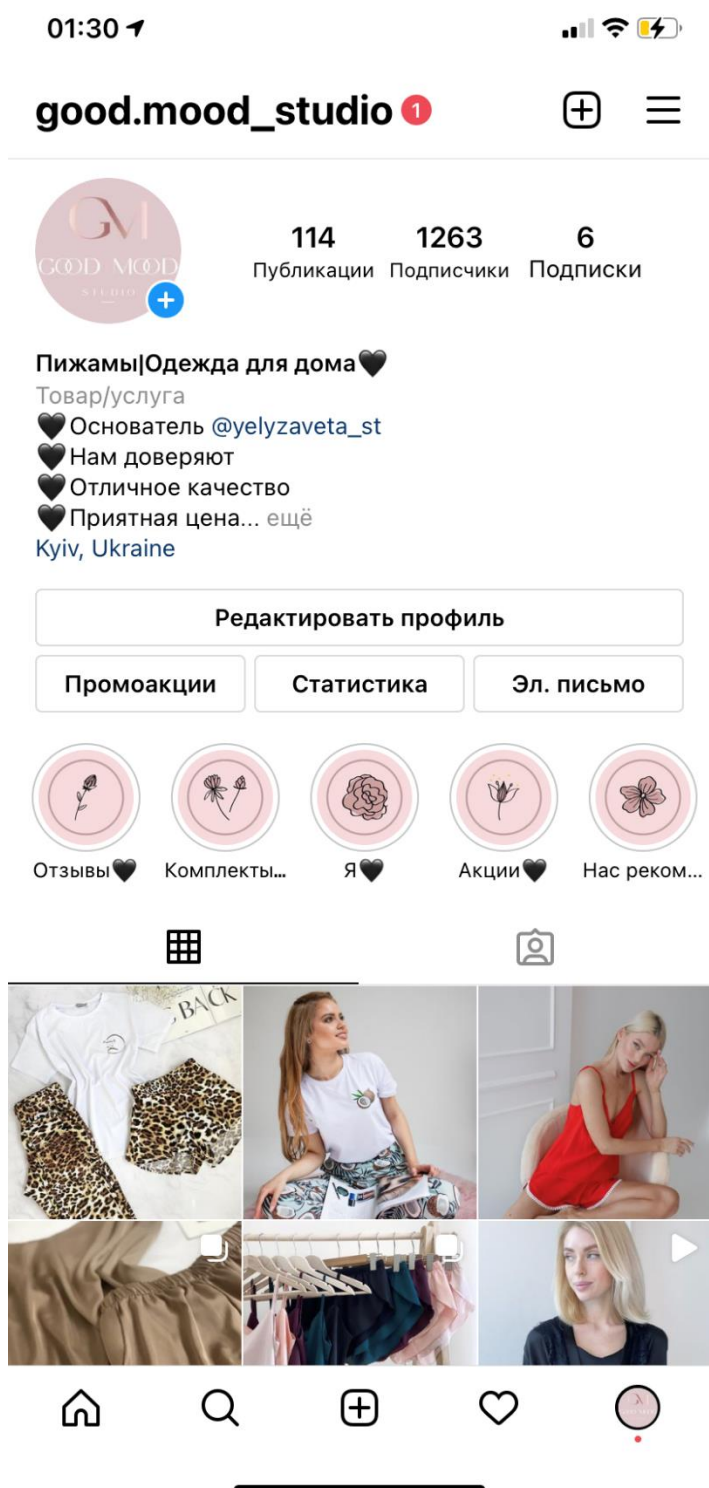 01:30
good.mood_studio 1
GM
GOOD MOOD
STUDIO
114 1263 6
Публикации Подписчики Подписки
Пижамы|Одежда для дома🖤
Товар/услуга
🖤Основатель @yelyzaveta_st
🖤Нам доверяют
🖤Отличное качество
🖤Приятная цена... ещё
Kyiv, Ukraine
Редактировать профиль
Промоакции Статистика Эл. письмо
Отзывы🖤 Комплекты... Я🖤 Акции🖤 Нас реком...
BACK